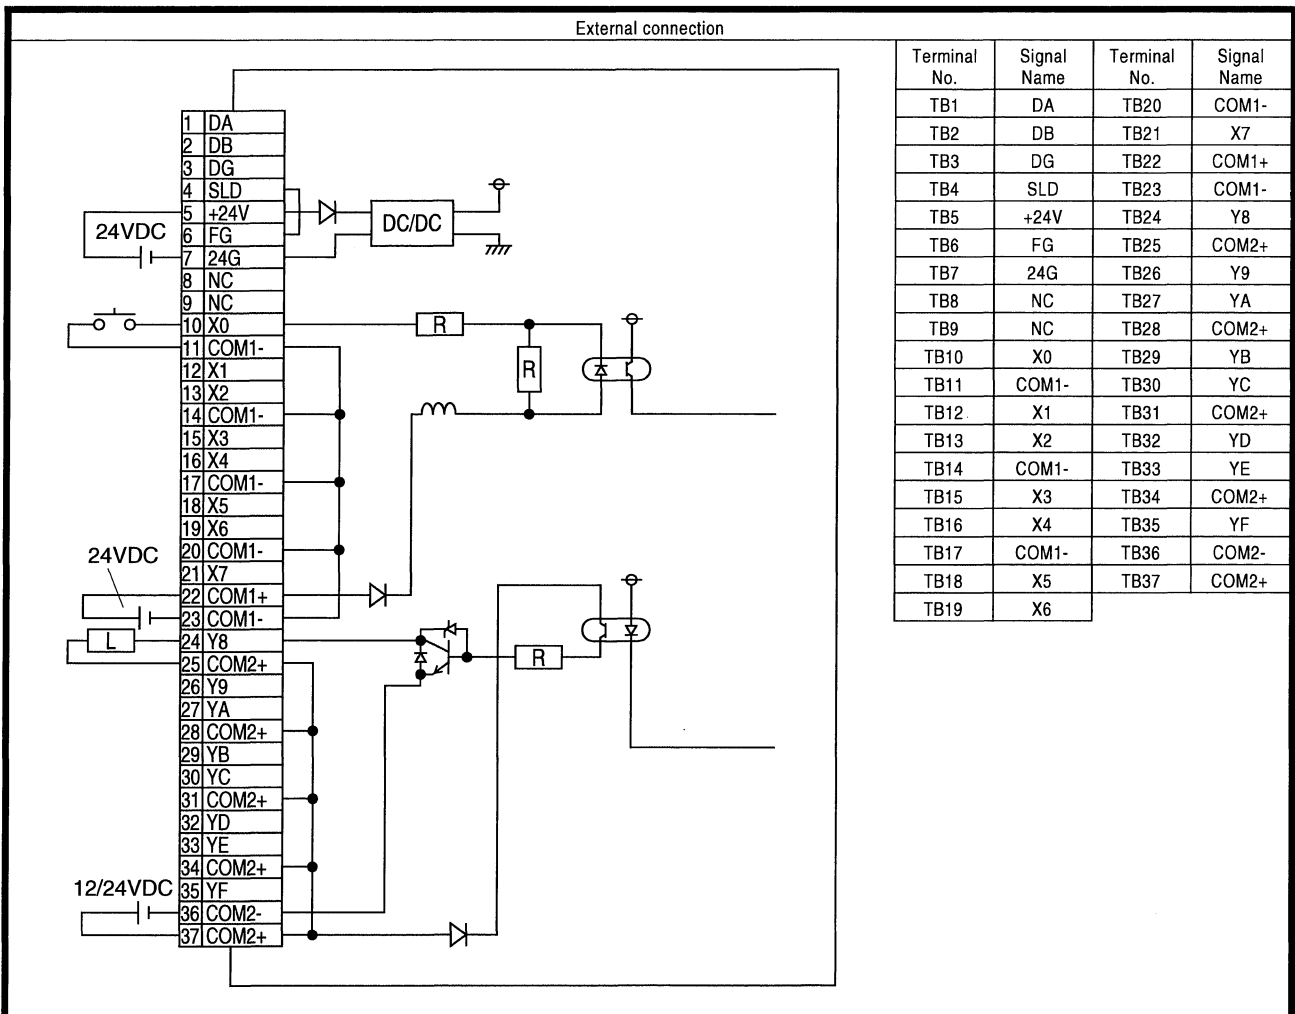 External connection
1 DA
2 DB
3 DG
4 SLD
5 +24V
6 FG
7 24G
8 NC
9 NC
10 X0
11 COM1-
12 X1
13 X2
14 COM1-
15 X3
16 X4
17 COM1-
18 X5
19 X6
20 COM1-
21 X7
22 COM1+
23 COM1-
24 Y8
25 COM2+
26 Y9
27 YA
28 COM2+
29 YB
30 YC
31 COM2+
32 YD
33 YE
34 COM2+
35 YF
36 COM2-
37 COM2+
24VDC
24VDC
L
12/24VDC
DC/DC
R
R
R
Terminal No. Signal Name Terminal No. Signal Name
TB1 DA TB20 COM1-
TB2 DB TB21 X7
TB3 DG TB22 COM1+
TB4 SLD TB23 COM1-
TB5 +24V TB24 Y8
TB6 FG TB25 COM2+
TB7 24G TB26 Y9
TB8 NC TB27 YA
TB9 NC TB28 COM2+
TB10 X0 TB29 YB
TB11 COM1- TB30 YC
TB12 X1 TB31 COM2+
TB13 X2 TB32 YD
TB14 COM1- TB33 YE
TB15 X3 TB34 COM2+
TB16 X4 TB35 YF
TB17 COM1- TB36 COM2-
TB18 X5 TB37 COM2+
TB19 X6